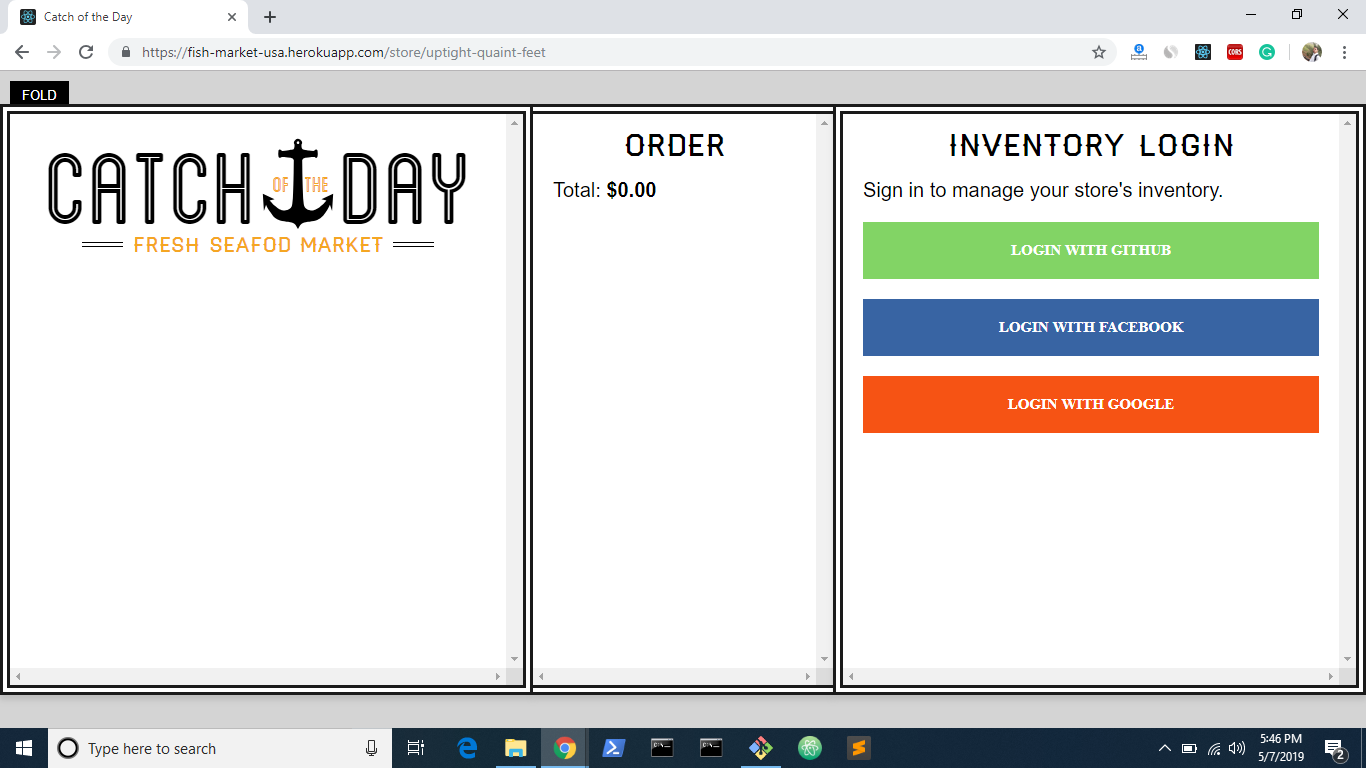 Catch of the Day
https://fish-market-usa.herokuapp.com/store/uptight-quaint-feet
CORS
FOLD
CATCH OF THE DAY
FRESH SEAFOD MARKET
ORDER
Total: $0.00
INVENTORY LOGIN
Sign in to manage your store's inventory.
LOGIN WITH GITHUB
LOGIN WITH FACEBOOK
LOGIN WITH GOOGLE
Type here to search
5:46 PM
5/7/2019
2